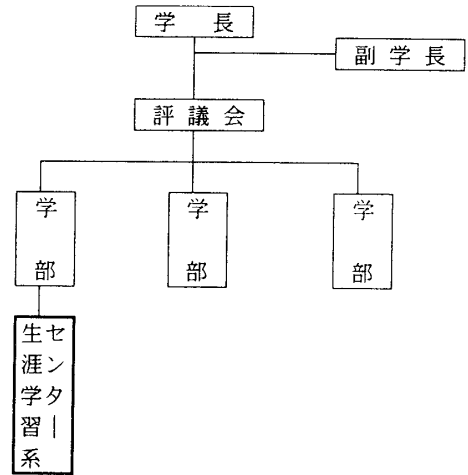 学長
副学長
評議会
学部
学部
学部
生涯学習系
センター